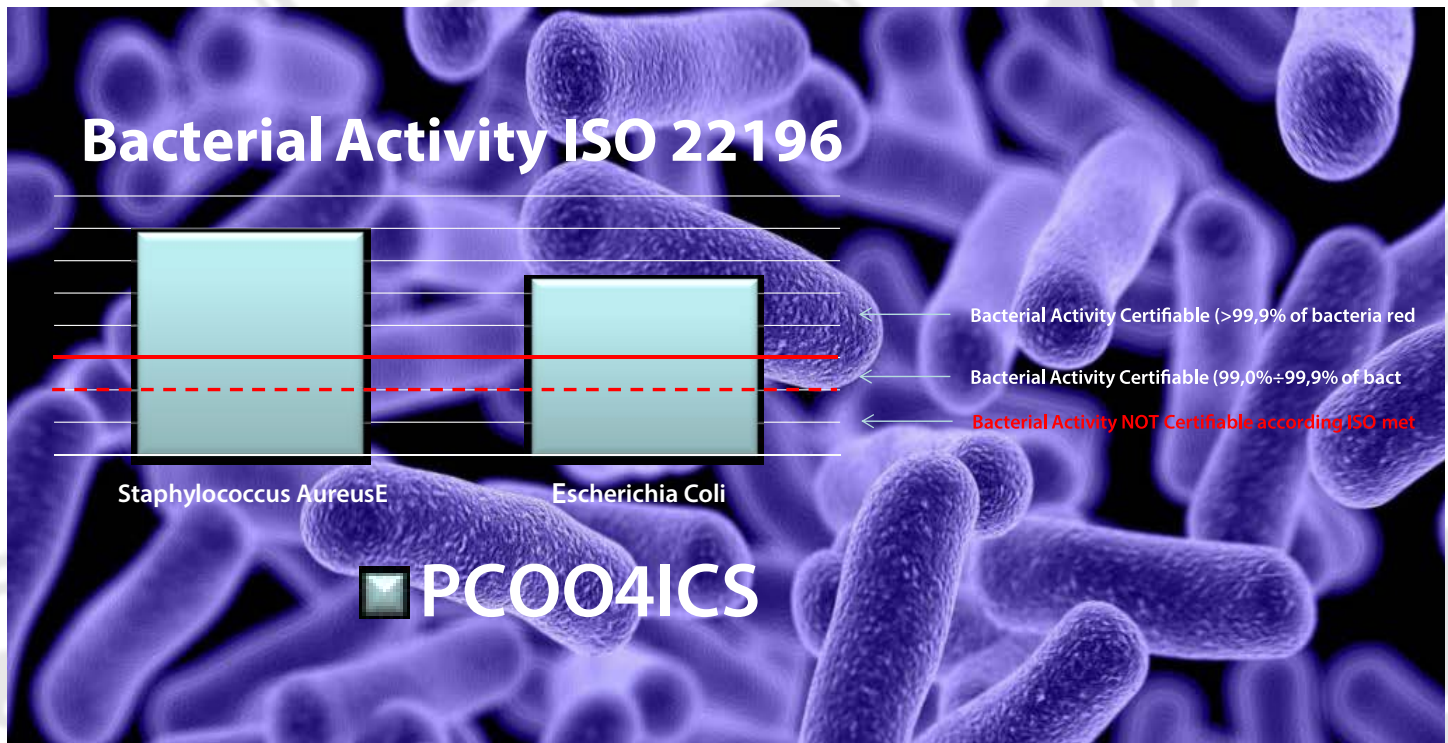 Bacterial Activity ISO 22196
Bacterial Activity Certifiable (>99,9% of bacteria red
Bacterial Activity Certifiable (99,0%÷99,9% of bact
Bacterial Activity NOT Certifiable according ISO met
Staphylococcus AureusE
Escherichia Coli
PCOO4ICS